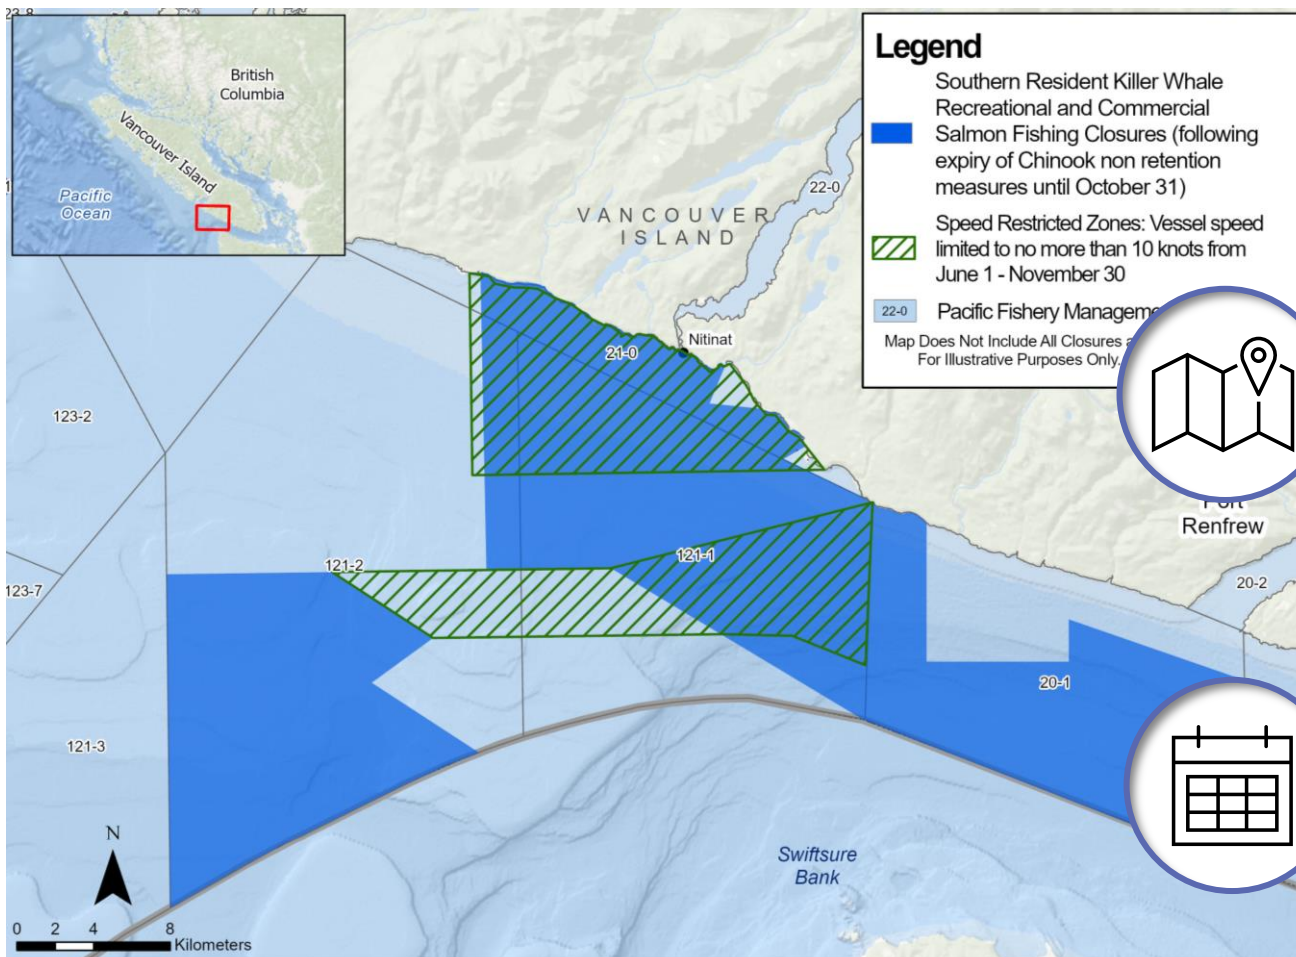 123-8
British
Columbia
Vancouver Island
Pacific
Ocean
Legend
Southern Resident Killer Whale
Recreational and Commercial
Salmon Fishing Closures (following
expiry of Chinook non retention
measures until October 31)
Speed Restricted Zones: Vessel speed
limited to no more than 10 knots from
June 1 - November 30
22-0 Pacific Fishery
Map Does Not Include All Closures
For Illustrative Purposes Only.
22-0
VANCOUVER
ISLAND
Nitinat
21-0
123-2
Renfrew
121-1
121-2
123-7
20-2
20-1
121-3
N
Swiftsure
Bank
0 2 4 8
Kilometers